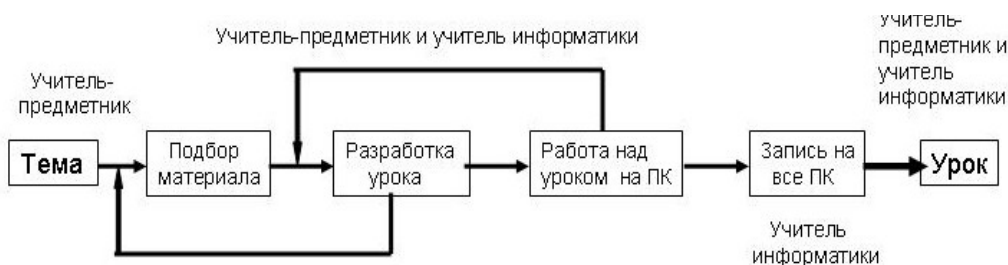 Учитель-предметник и учитель информатики
Учитель-
предметник и
учитель
информатики
Учитель-
предметник
Тема
Подбор
материала
Разработка
урока
Работа над
уроком на ПК
Запись на
все ПК
Урок
Учитель
информатики